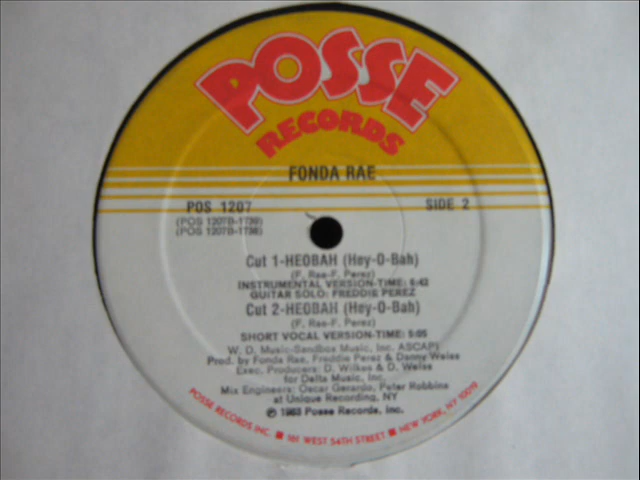 POSSE
RECORDS
FONDA RAE
POS 1207 SIDE 2
(POS 1207B-1739)
(POS 1207B-1738)
Cut 1-HEOBAH (Hey-O-Bah)
(F. Rae-F. Perez)
INSTRUMENTAL VERSION-TIME: 6:43
GUITAR SOLO: FREDDIE PEREZ
Cut 2-HEOBAH (Hey-O-Bah)
(F. Rae-F. Perez)
SHORT VOCAL VERSION-TIME: 5:05
W. D. Music-Sandbox Music, Inc. ASCAP)
Prod. by Fonda Rae, Freddie Perez & Danny Weiss
Exec. Producers: D. Wilkes & D. Weiss
for Delta Music, Inc.
Mix Engineers: Oscar Gerardo, Peter Robbins
at Unique Recording, NY
℗ 1983 Posse Records, Inc.
POSSE RECORDS INC. ■ 161 WEST 54TH STREET ■ NEW YORK, NY 10019